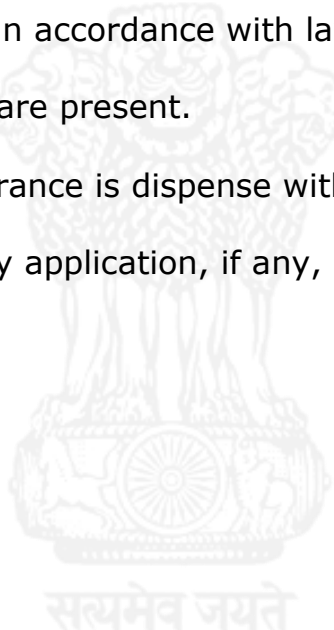 n accordance with la
are present.
rance is dispense with
y application, if any,
सत्यमेव जयते